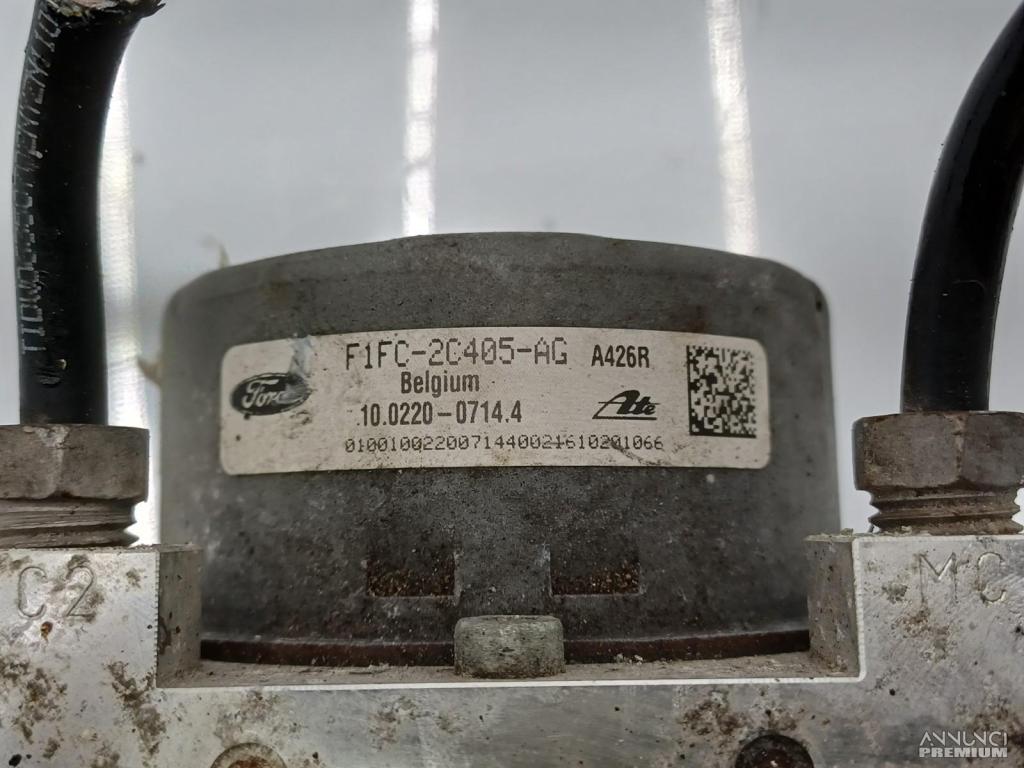 F1FC-2C405-AG A426R
Ford
Belgium
10.0220-0714.4
Ate
0100100220071440021610201066
C2
MC
ANNUNCI
PREMIUM